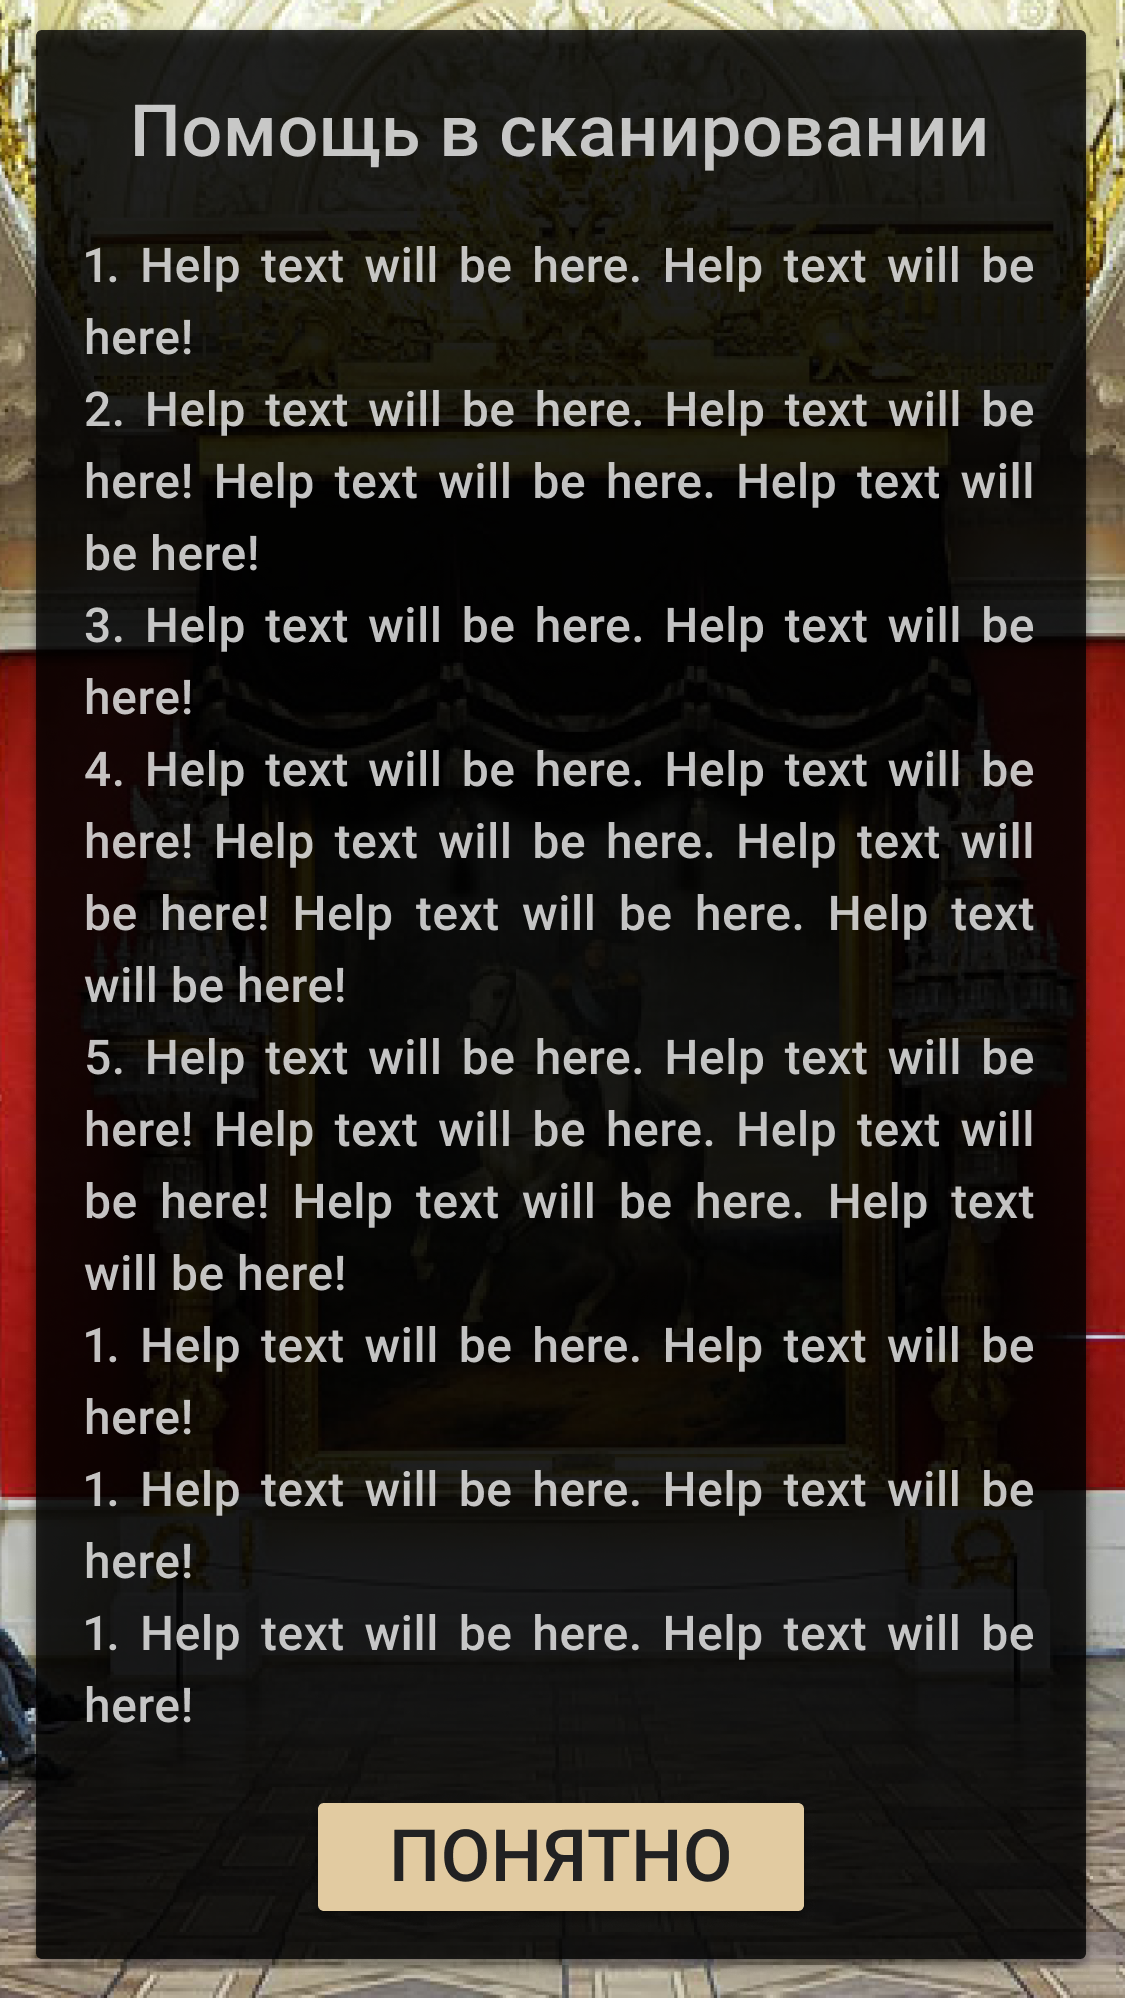 Помощь в сканировании
1. Help text will be here. Help text will be
here!
2. Help text will be here. Help text will be
here! Help text will be here. Help text will
be here!
3. Help text will be here. Help text will be
here!
4. Help text will be here. Help text will be
here! Help text will be here. Help text will
be here! Help text will be here. Help text
will be here!
5. Help text will be here. Help text will be
here! Help text will be here. Help text will
be here! Help text will be here. Help text
will be here!
1. Help text will be here. Help text will be
here!
1. Help text will be here. Help text will be
here!
1. Help text will be here. Help text will be
here!
ПОНЯТНО